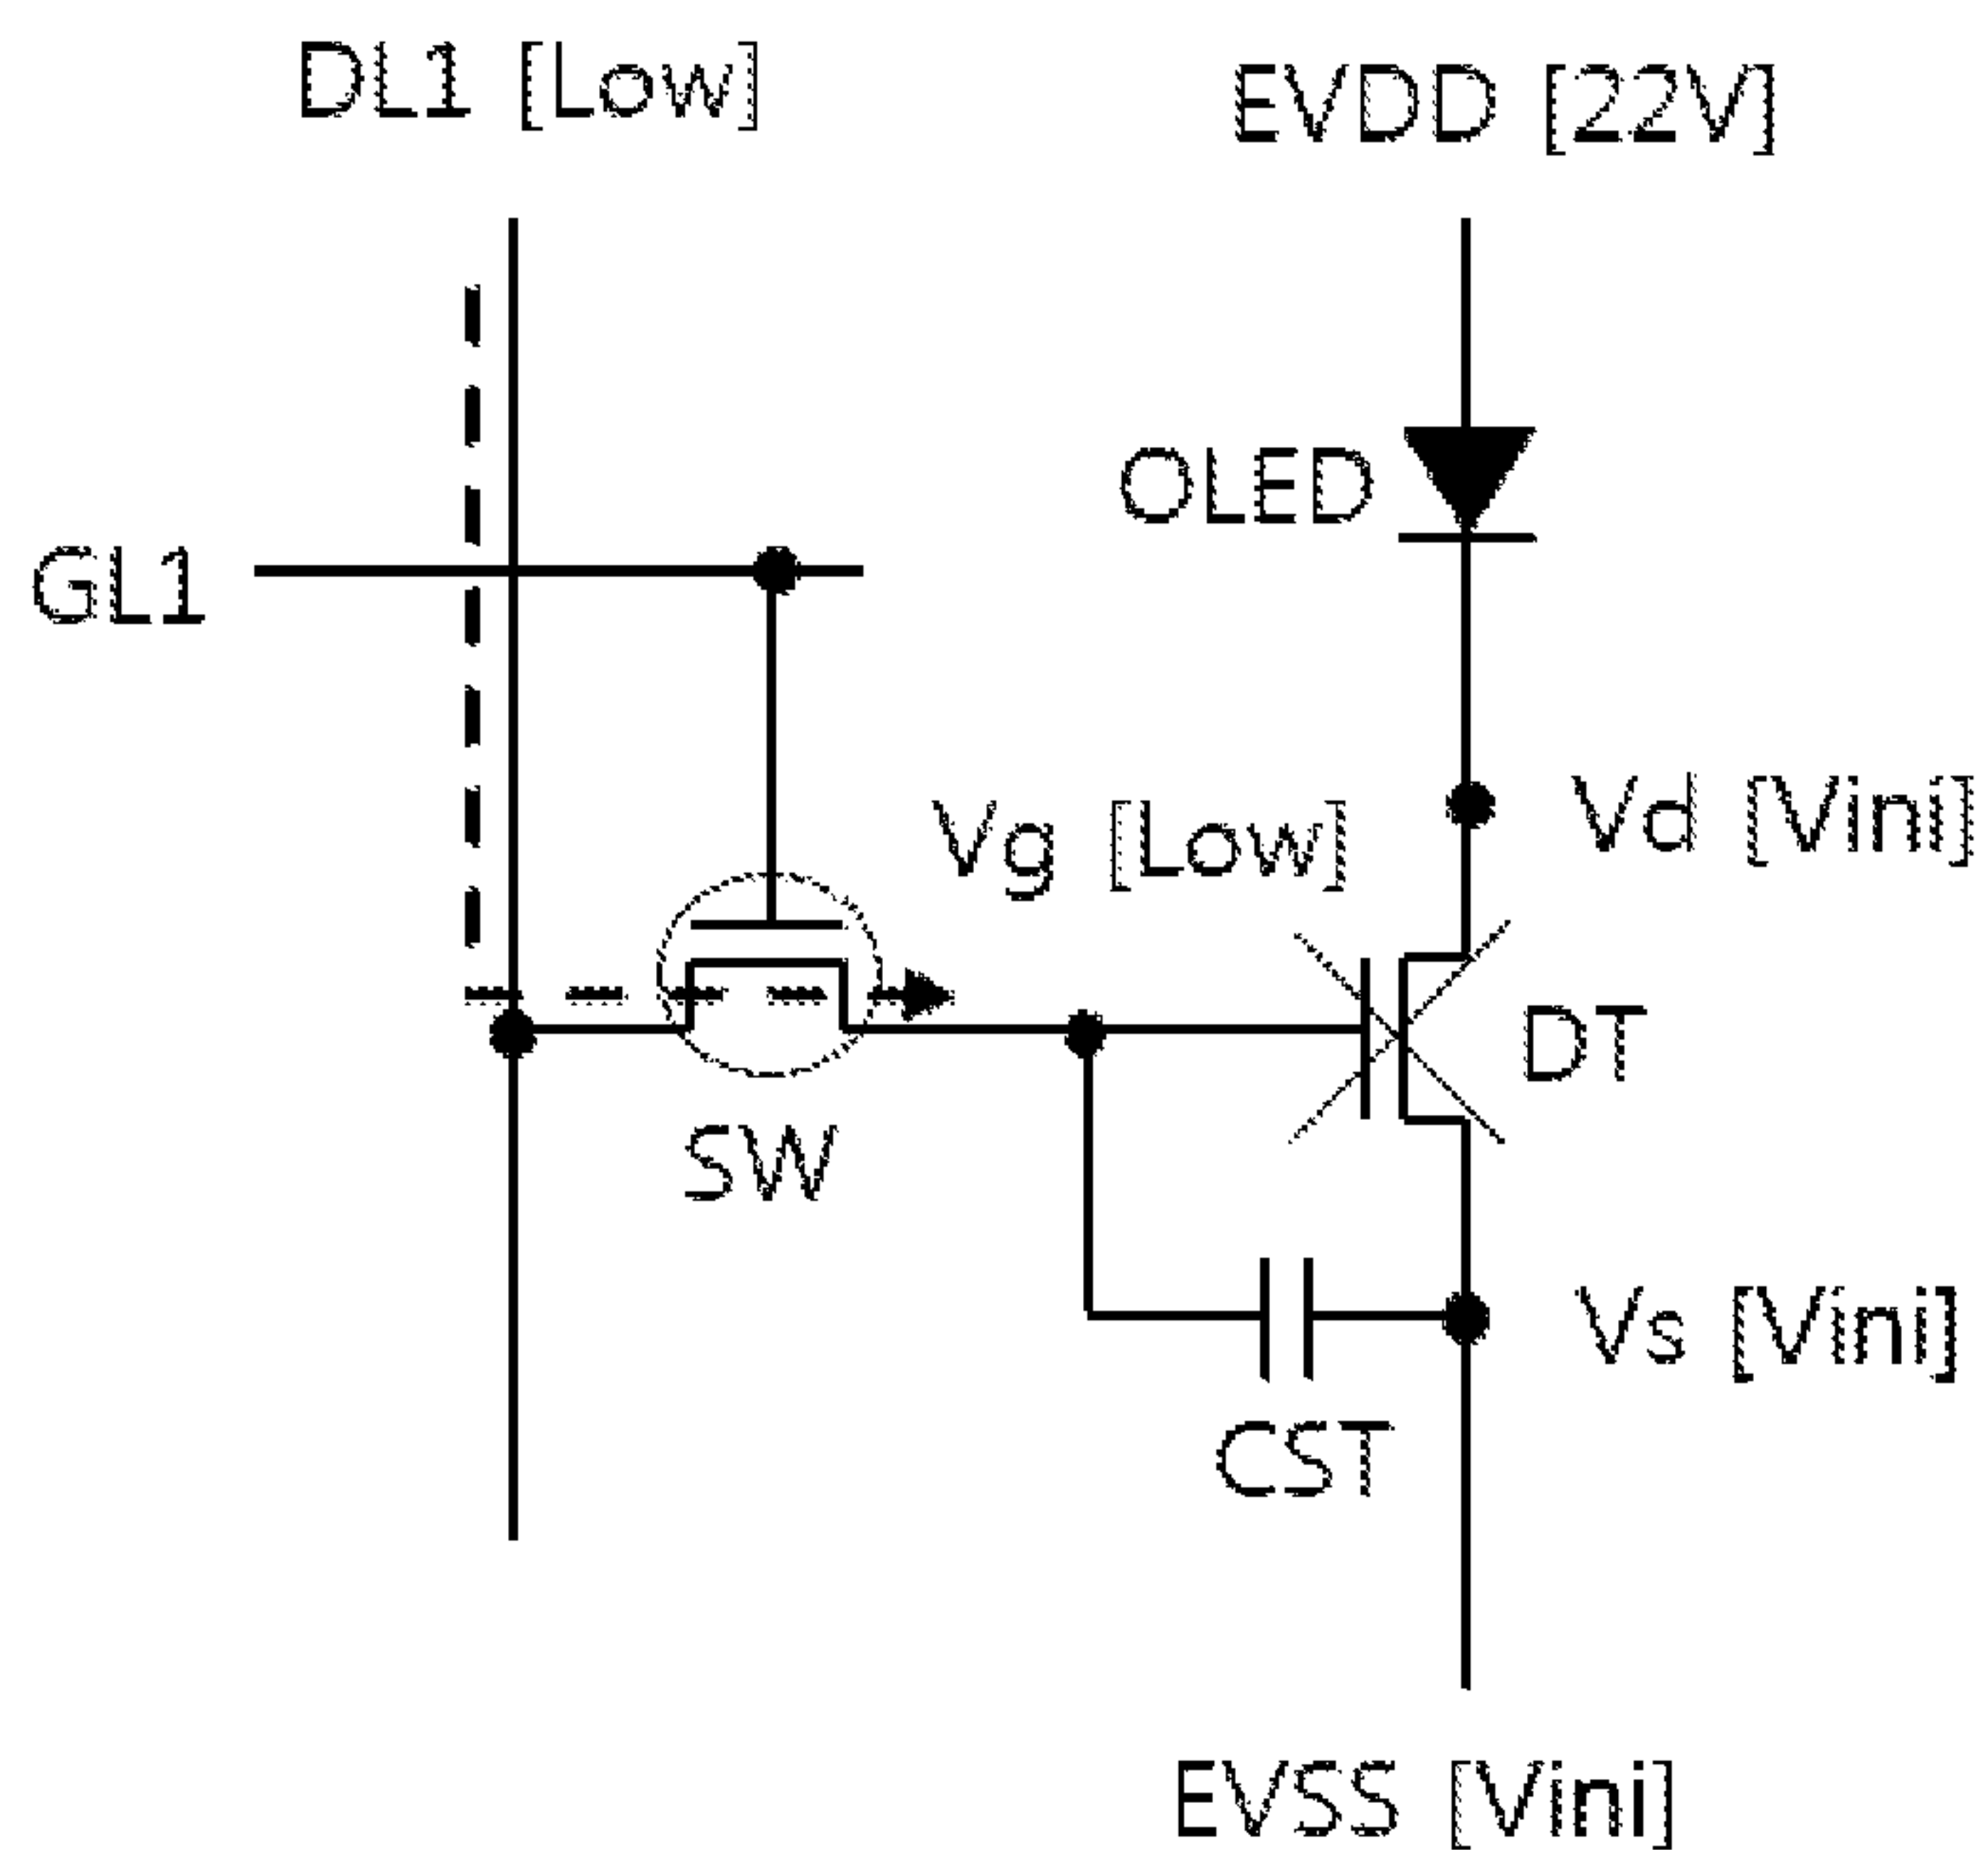 DL1 [Low]
EVDD [22V]
OLED
GL1
Vg [Low]
Vd [Vini]
DT
SW
Vs [Vini]
CST
EVSS [Vini]